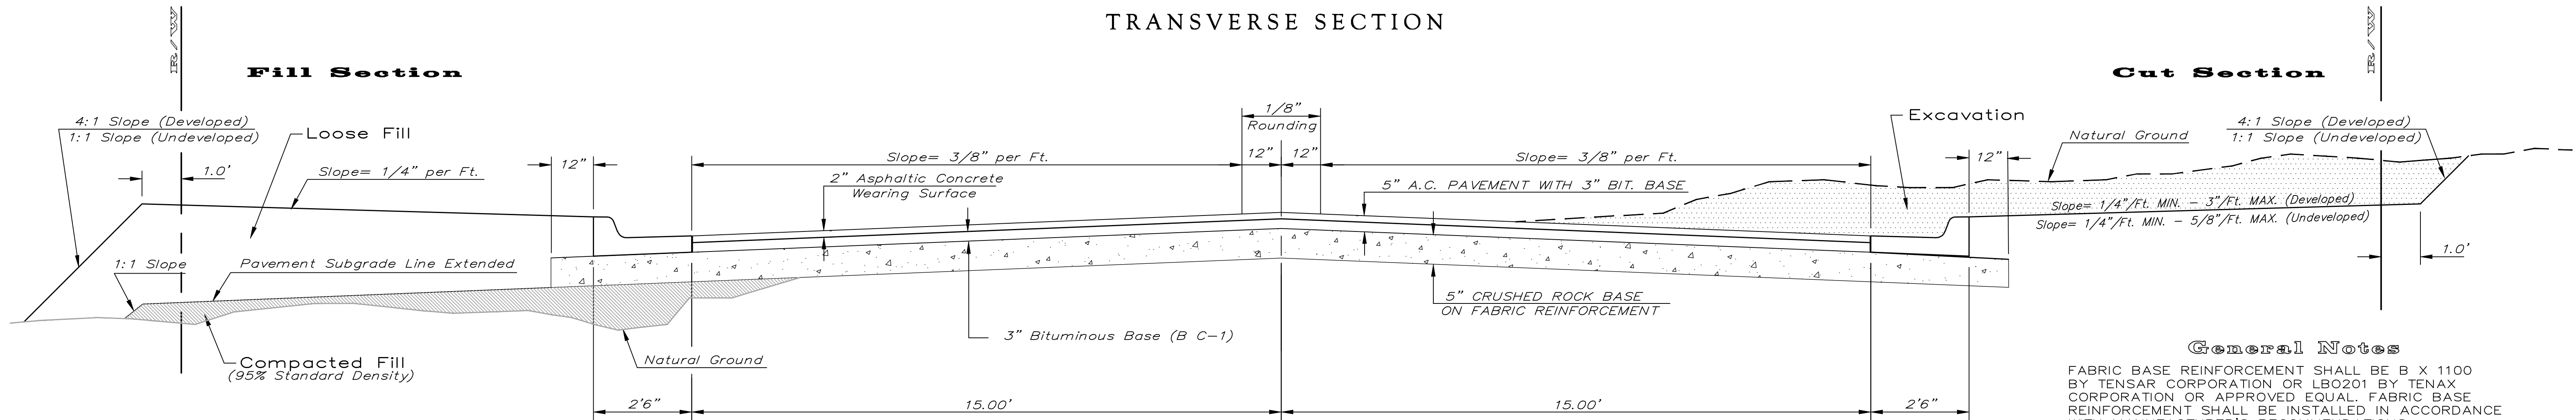 TRANSVERSE SECTION
R/W
R/W
Fill Section
Cut Section
1/8"
Rounding
4:1 Slope (Developed)
1:1 Slope (Undeveloped)
Loose Fill
Excavation
Natural Ground
4:1 Slope (Developed)
1:1 Slope (Undeveloped)
1.0'
Slope= 1/4" per Ft.
12"
Slope= 3/8" per Ft.
12"
12"
Slope= 3/8" per Ft.
12"
2" Asphaltic Concrete
Wearing Surface
5" A.C. PAVEMENT WITH 3" BIT. BASE
Slope= 1/4"/Ft. MIN. – 3"/Ft. MAX. (Developed)
Slope= 1/4"/Ft. MIN. – 5/8"/Ft. MAX. (Undeveloped)
1.0'
1:1 Slope
Pavement Subgrade Line Extended
5" CRUSHED ROCK BASE
ON FABRIC REINFORCEMENT
3" Bituminous Base (B C–1)
Natural Ground
Compacted Fill
(95% Standard Density)
2'6"
15.00'
15.00'
2'6"
General Notes
FABRIC BASE REINFORCEMENT SHALL BE B X 1100
BY TENSAR CORPORATION OR LBO201 BY TENAX
CORPORATION OR APPROVED EQUAL. FABRIC BASE
REINFORCEMENT SHALL BE INSTALLED IN ACCORDANCE